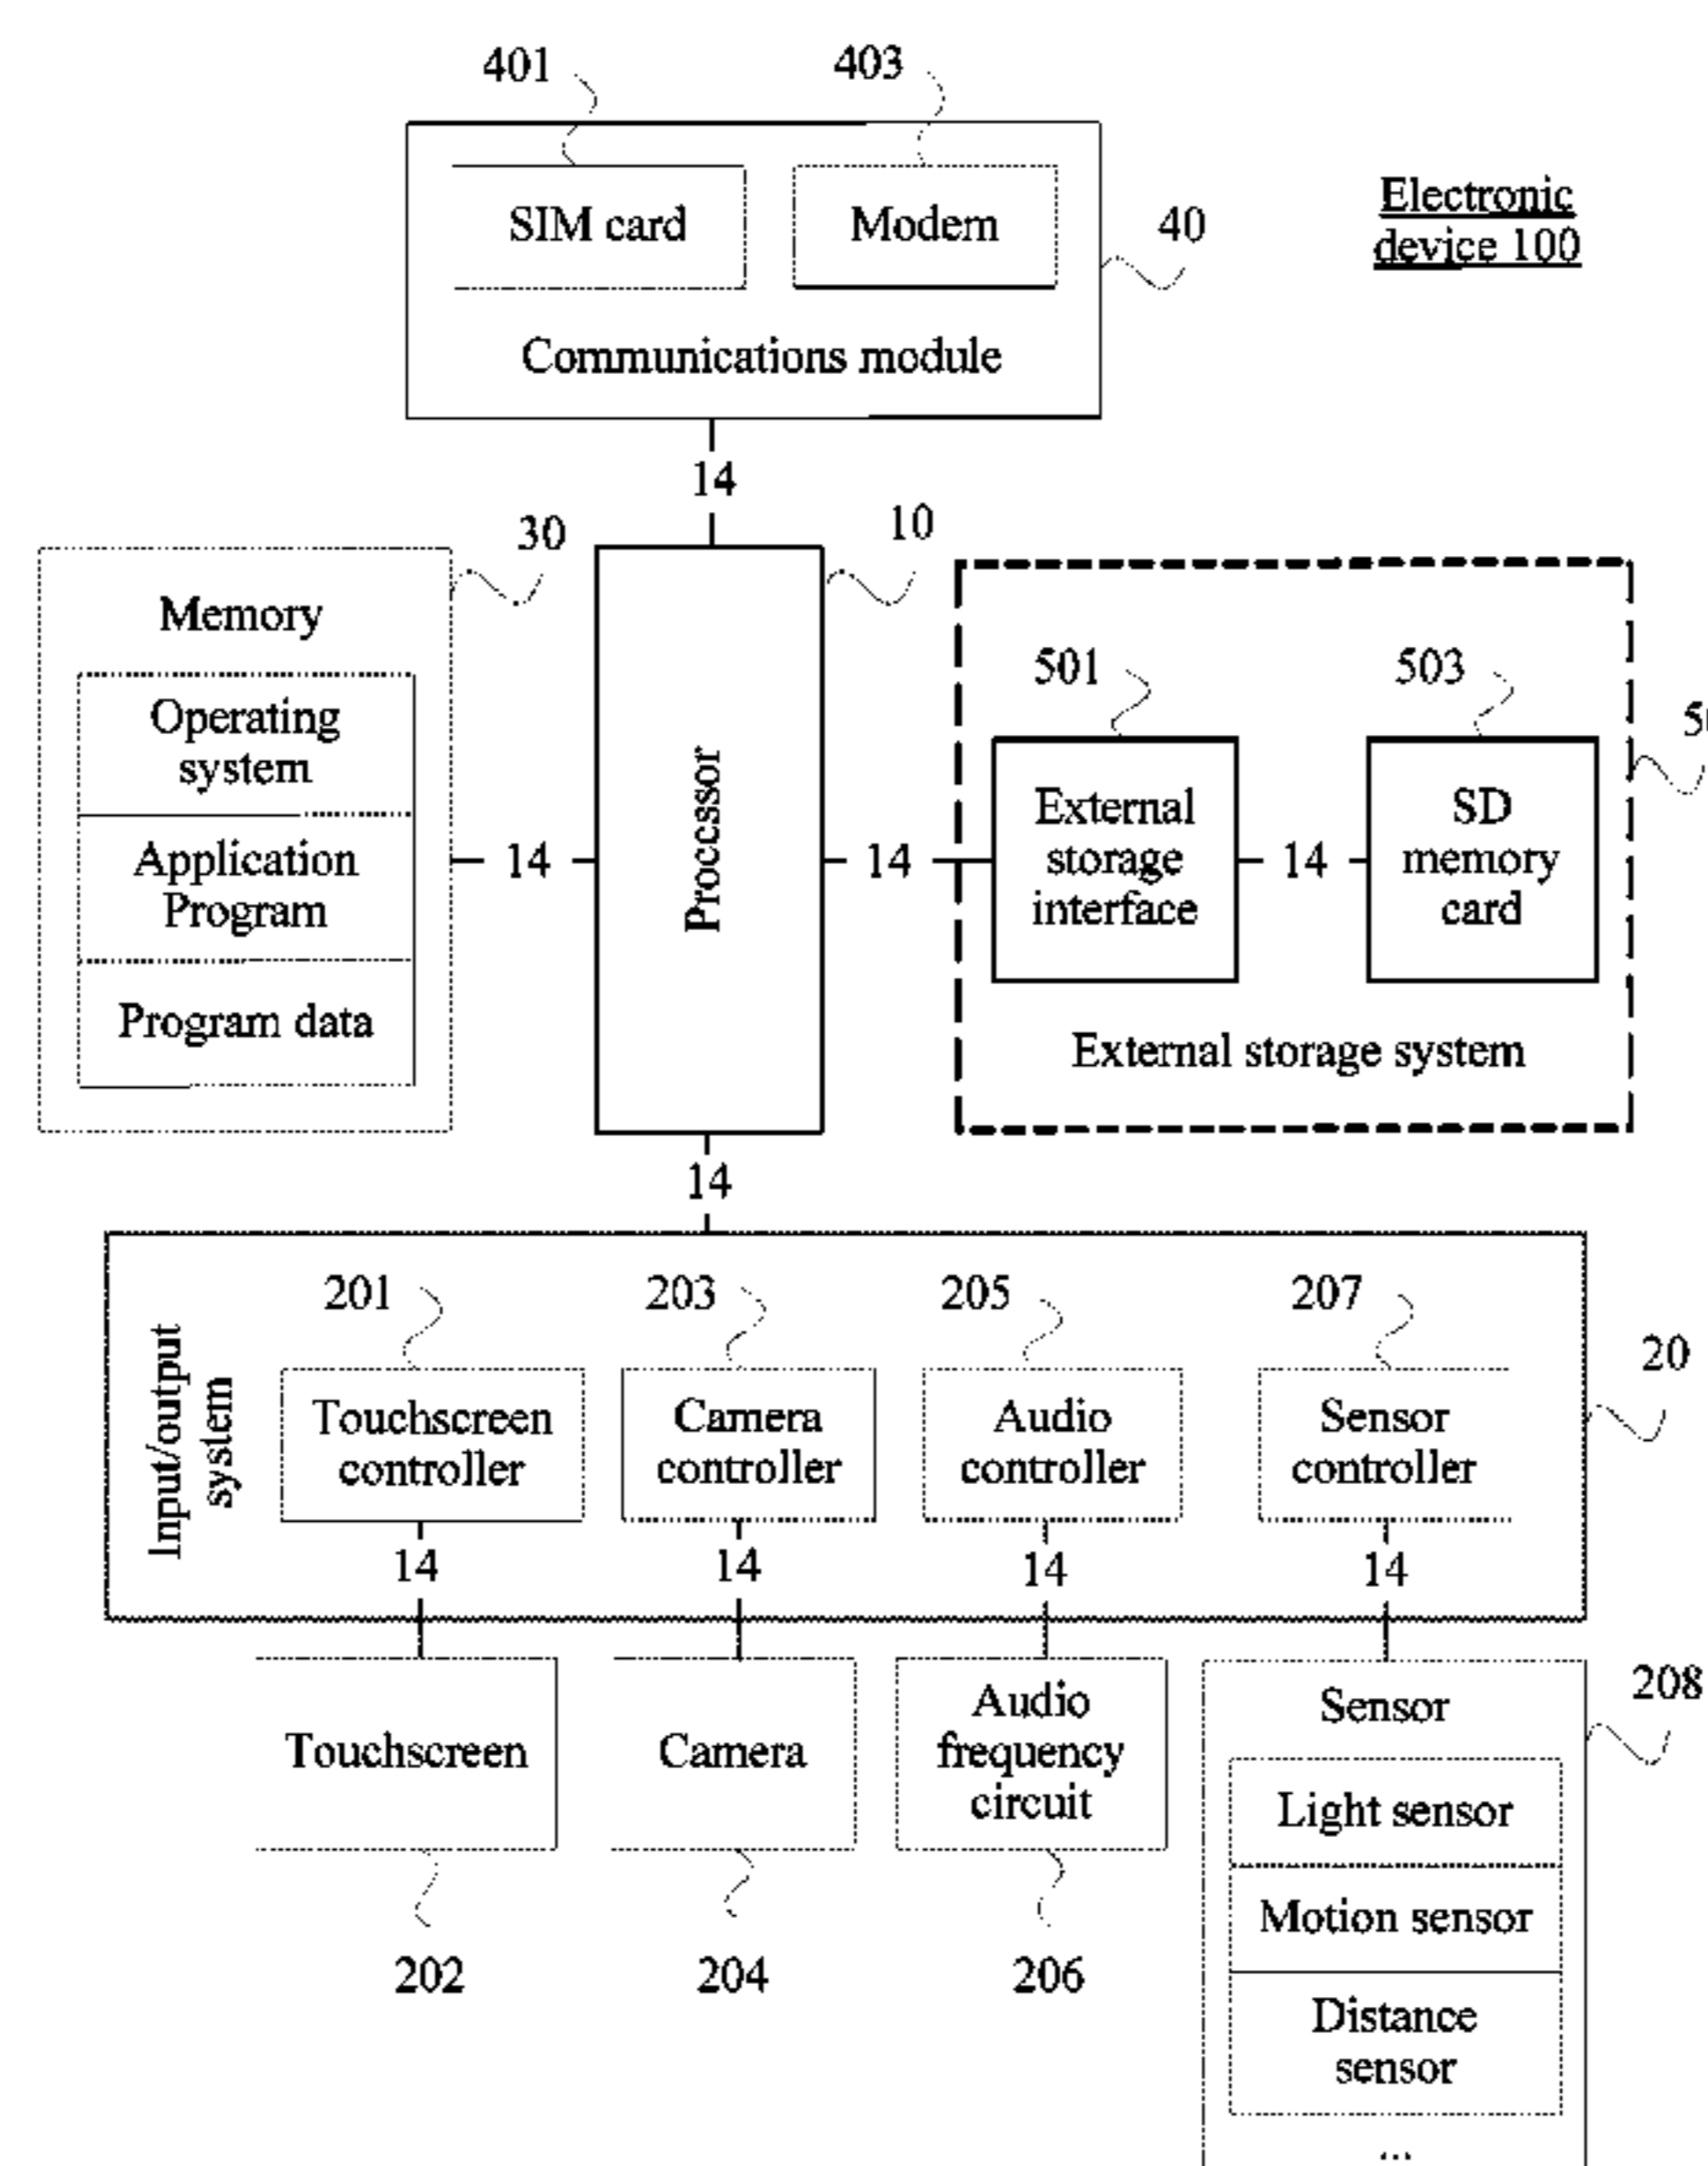 401
403
SIM card
Modem
40
Communications module
Electronic
device 100
14
30
10
Memory
Operating
system
Application
Program
Program data
14
Processor
14
501
503
External
storage
interface
14
SD
memory
card
External storage system
14
Input/output
system
201
203
205
207
20
Touchscreen
controller
Camera
controller
Audio
controller
Sensor
controller
14
14
14
14
Touchscreen
Camera
Audio
frequency
circuit
Sensor
208
Light sensor
Motion sensor
Distance
sensor
...
202
204
206